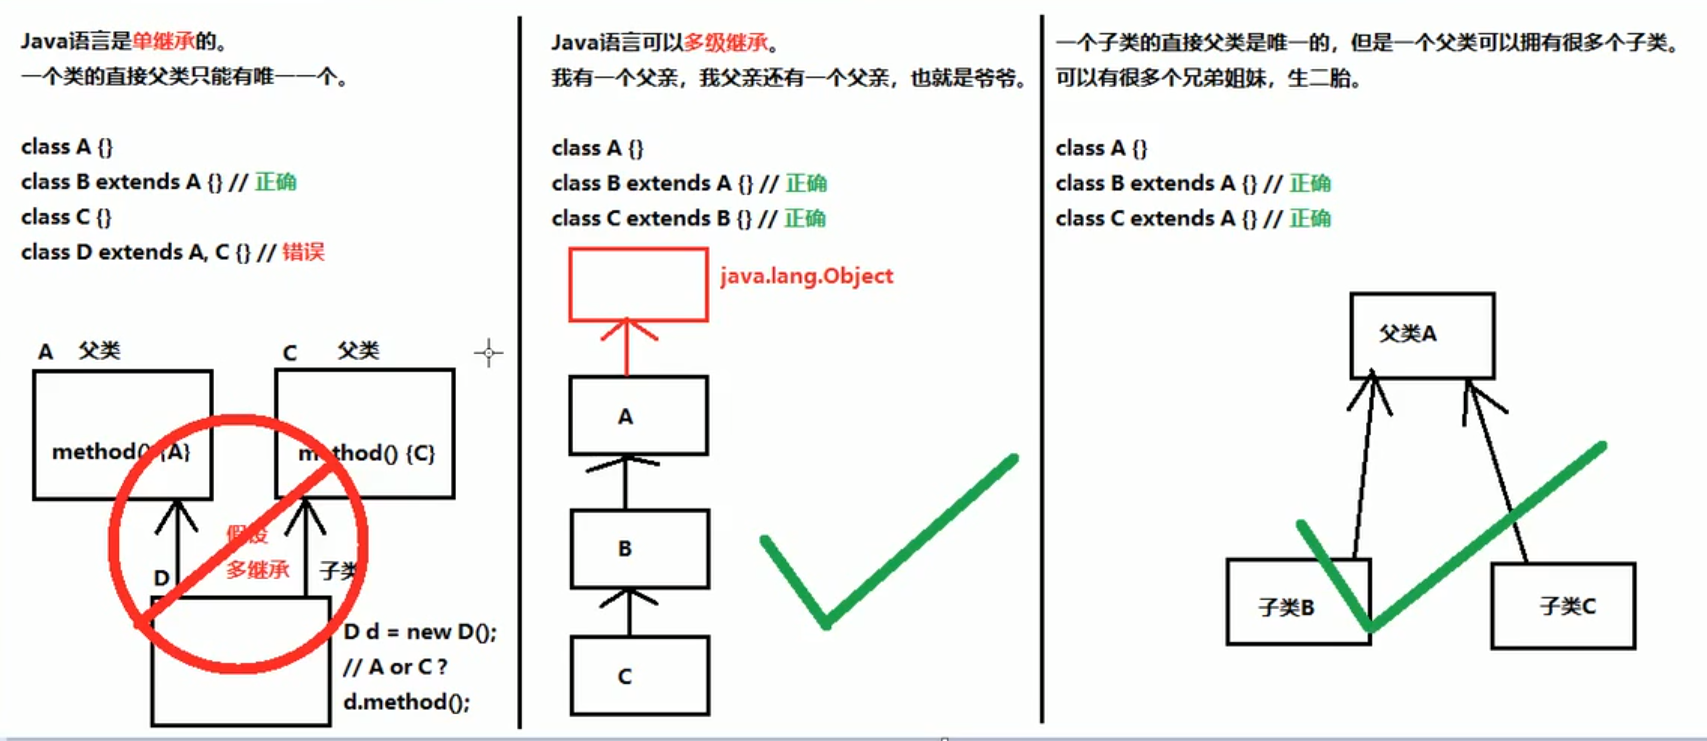 Java语言是单继承的。
一个类的直接父类只能有唯一一个。
class A {}
class B extends A {} // 正确
class C {}
class D extends A, C {} // 错误
A 父类
C 父类
method() {A}
method() {C}
假设
多继承
D
子类
D d = new D();
// A or C ?
d.method();
Java语言可以多级继承。
我有一个父亲，我父亲还有一个父亲，也就是爷爷。
class A {}
class B extends A {} // 正确
class C extends B {} // 正确
java.lang.Object
A
B
C
一个子类的直接父类是唯一的，但是一个父类可以拥有很多个子类。
可以有很多个兄弟姐妹，生二胎。
class A {}
class B extends A {} // 正确
class C extends A {} // 正确
父类A
子类B
子类C